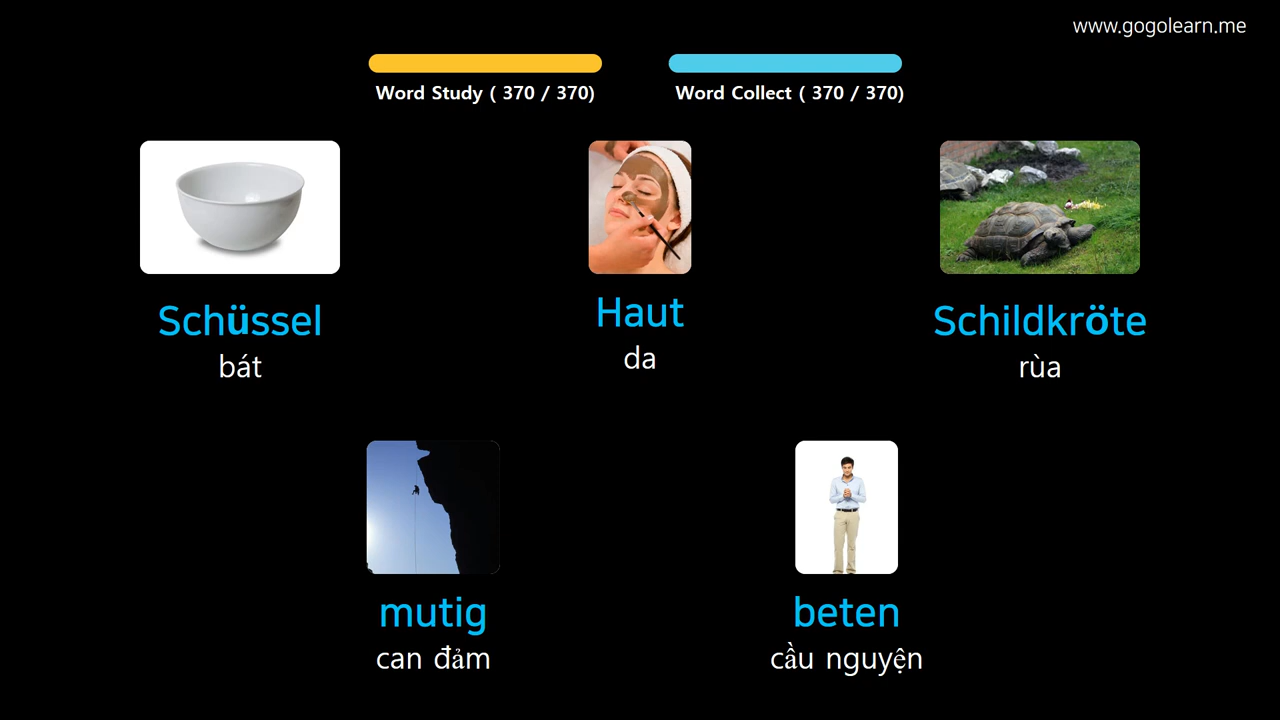 www.gogolearn.me
Word Study ( 370 / 370)
Word Collect ( 370 / 370)
Schüssel
bát
Haut
da
Schildkröte
rùa
mutig
can đảm
beten
cầu nguyện